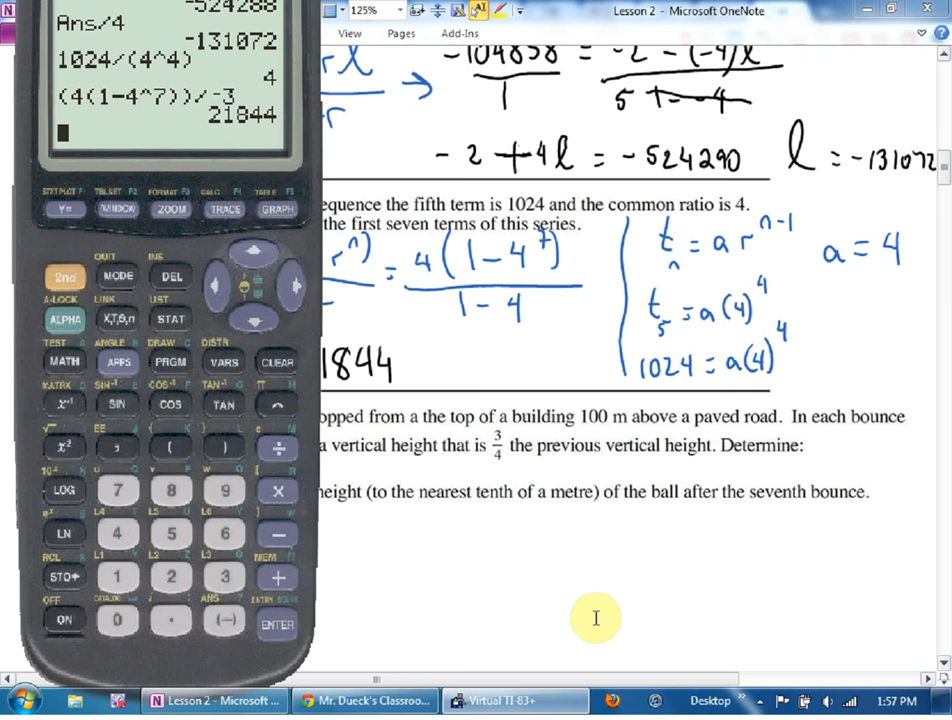 Lesson 2 - Microsoft OneNote
125%
View Pages Add-Ins
-524288
Ans/4
-131072
1024/(4^4)
4
(4(1-4^7))/-3
21844
-104858 = -2 - (-4)l
1 5 1 - -4
- 2 + 4l = -524290 l = -131072
equence the fifth term is 1024 and the common ratio is 4.
the first seven terms of this series.
r^n) = 4(1-4^7)
1-4
1844
t_n = a r^{n-1} a = 4
t_5 = a(4)^4
1024 = a(4)^4
opped from a the top of a building 100 m above a paved road. In each bounce
a vertical height that is 3/4 the previous vertical height. Determine:
height (to the nearest tenth of a metre) of the ball after the seventh bounce.
STAT PLOT F1 TBLSET F2 FORMAT F3 CALC F4 TABLE F5
Y= WINDOW ZOOM TRACE GRAPH
QUIT INS
2nd MODE DEL
A-LOCK LINK LIST
ALPHA X,T,Θ,n STAT
TEST A ANGLE B DRAW C DISTR
MATH APPS PRGM VARS CLEAR
MATRX D SIN⁻¹ E COS⁻¹ F TAN⁻¹ G π H
x⁻¹ SIN COS TAN ^
√ I EE J { K } L e M
x² , ( ) ÷
10ˣ N u O v P w Q [ R
LOG 7 8 9 ×
eˣ S L4 T L5 U L6 V ] W
LN 4 5 6 −
RCL X L1 Y L2 Z L3 θ MEM "
STO➔ 1 2 3 +
OFF CATALOG i : ANS ? ENTRY SOLVE
ON 0 . (−) ENTER
Lesson 2 - Microsoft ... Mr. Dueck's Classroo... Virtual TI-83+ Desktop » 1:57 PM